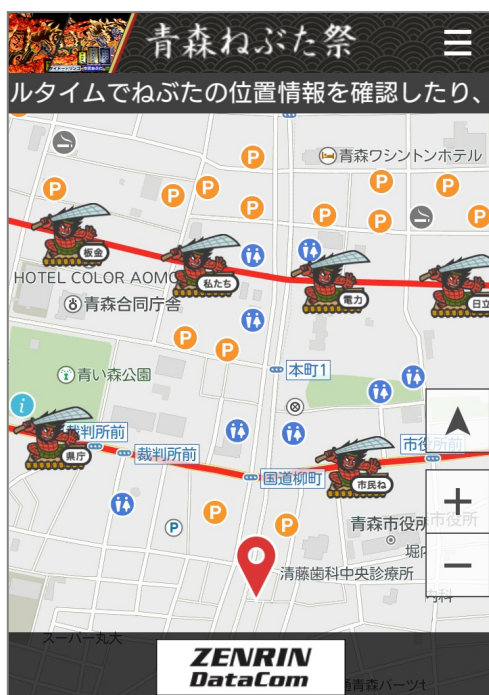 青森ねぶた祭
ルタイムでねぶたの位置情報を確認したり、
P
青森ワシントンホテル
P
P
P
P
P
P
P
板金
HOTEL COLOR AOMO
私たち
電力
日立
青森合同庁舎
P
P
本町1
青い森公園
i
裁判所前
裁判所前
県庁
市役所前
国道柳町
市民ね
P
P
P
青森市役所
市役所
堀内
清藤歯科中央診療所
内科
スーパー丸大
ZENRIN
DataCom
青森パーツセ